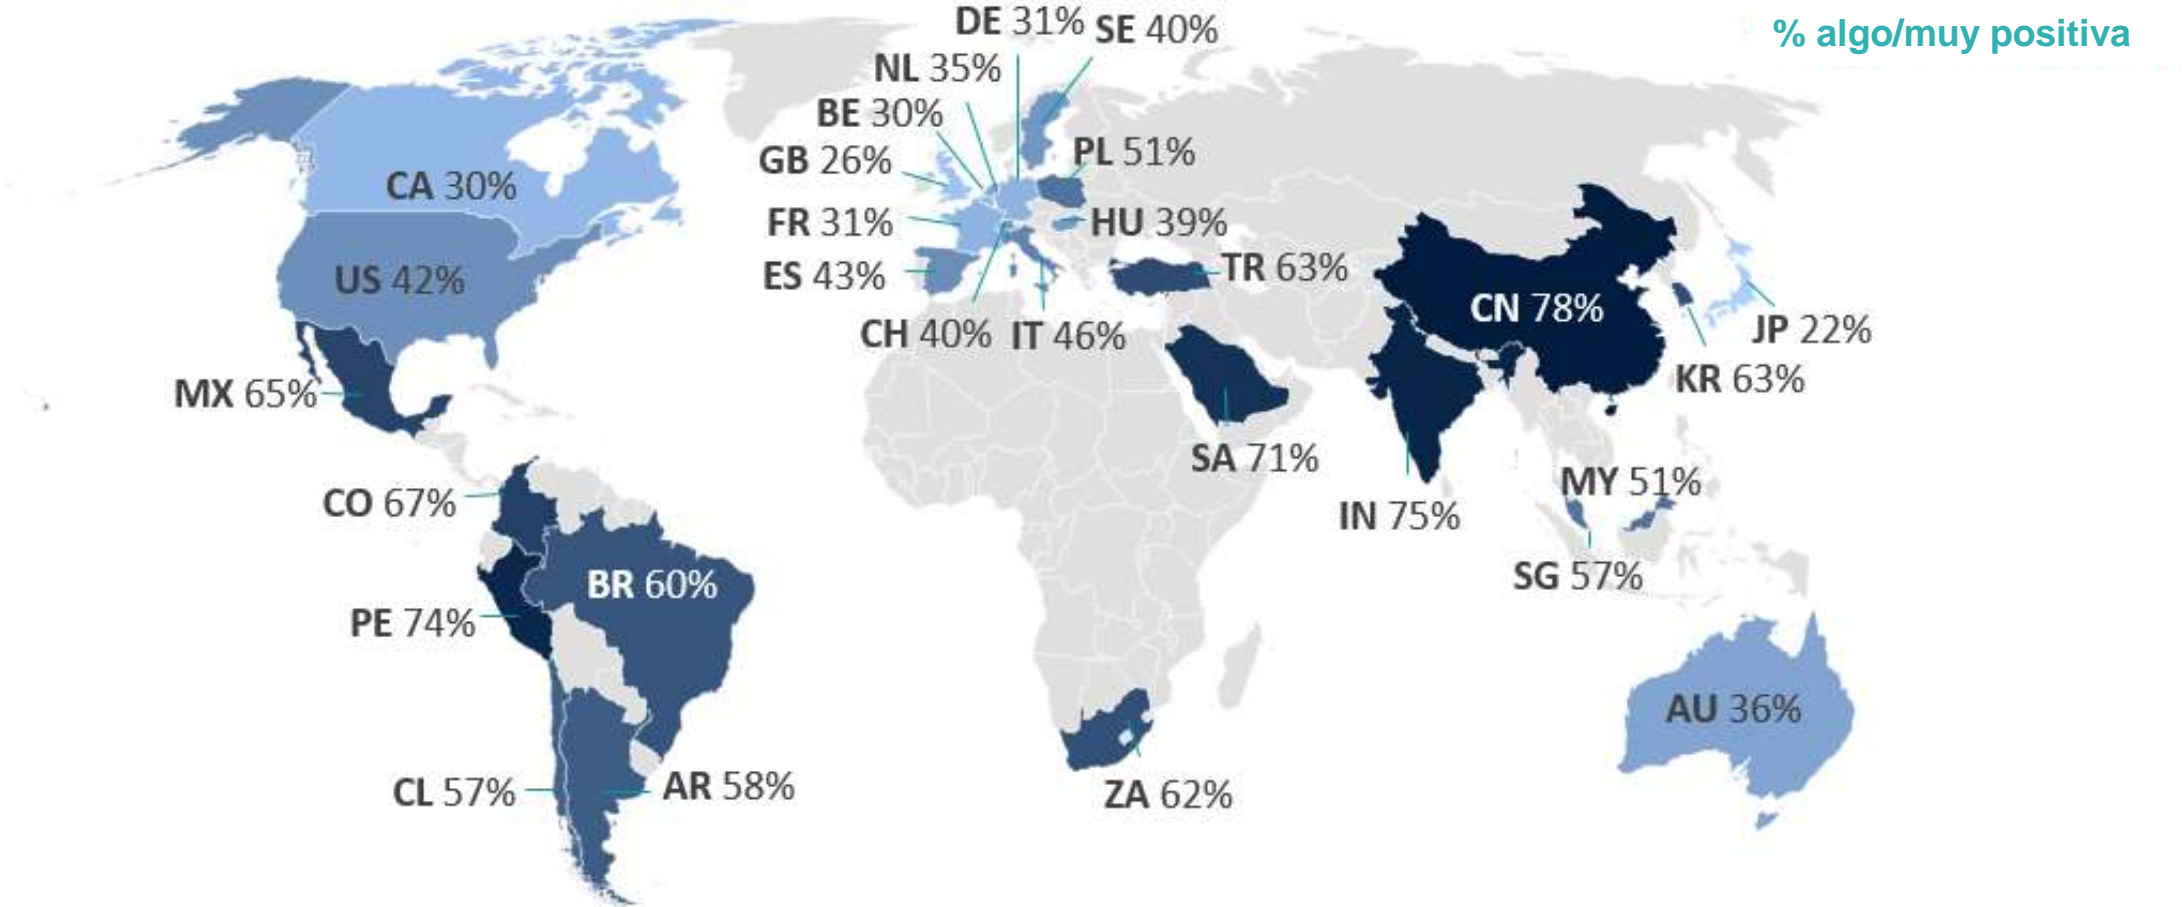 % algo/muy positiva
DE 31%
SE 40%
NL 35%
BE 30%
GB 26%
PL 51%
CA 30%
FR 31%
HU 39%
ES 43%
TR 63%
US 42%
CN 78%
CH 40%
IT 46%
JP 22%
KR 63%
MX 65%
SA 71%
MY 51%
CO 67%
IN 75%
SG 57%
BR 60%
PE 74%
AU 36%
CL 57%
AR 58%
ZA 62%